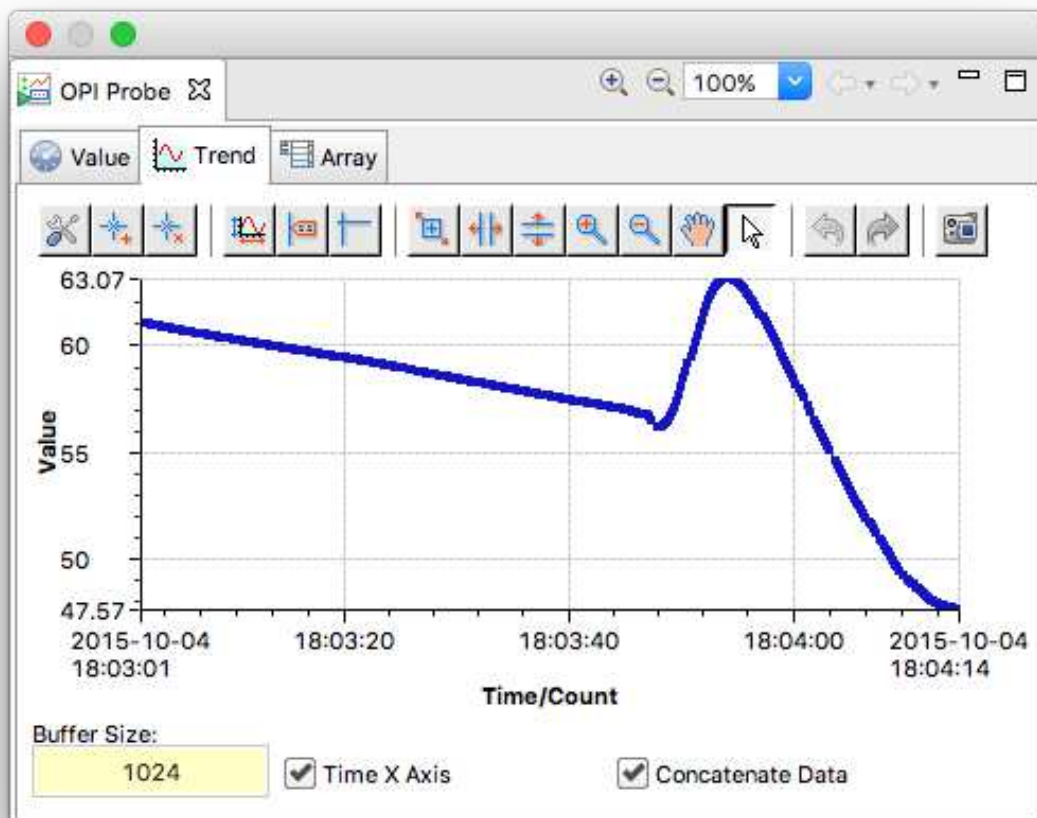 OPI Probe
100%
Value
Trend
Array
63.07
60
55
50
47.57
Value
2015-10-04
18:03:01
18:03:20
18:03:40
18:04:00
2015-10-04
18:04:14
Time/Count
Buffer Size:
1024
Time X Axis
Concatenate Data